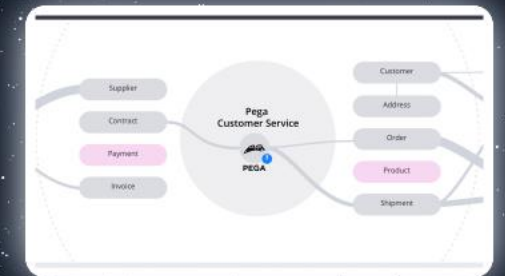 Supplier
Contract
Payment
Invoice
Pega
Customer Service
PEGA
Customer
Address
Order
Product
Shipment